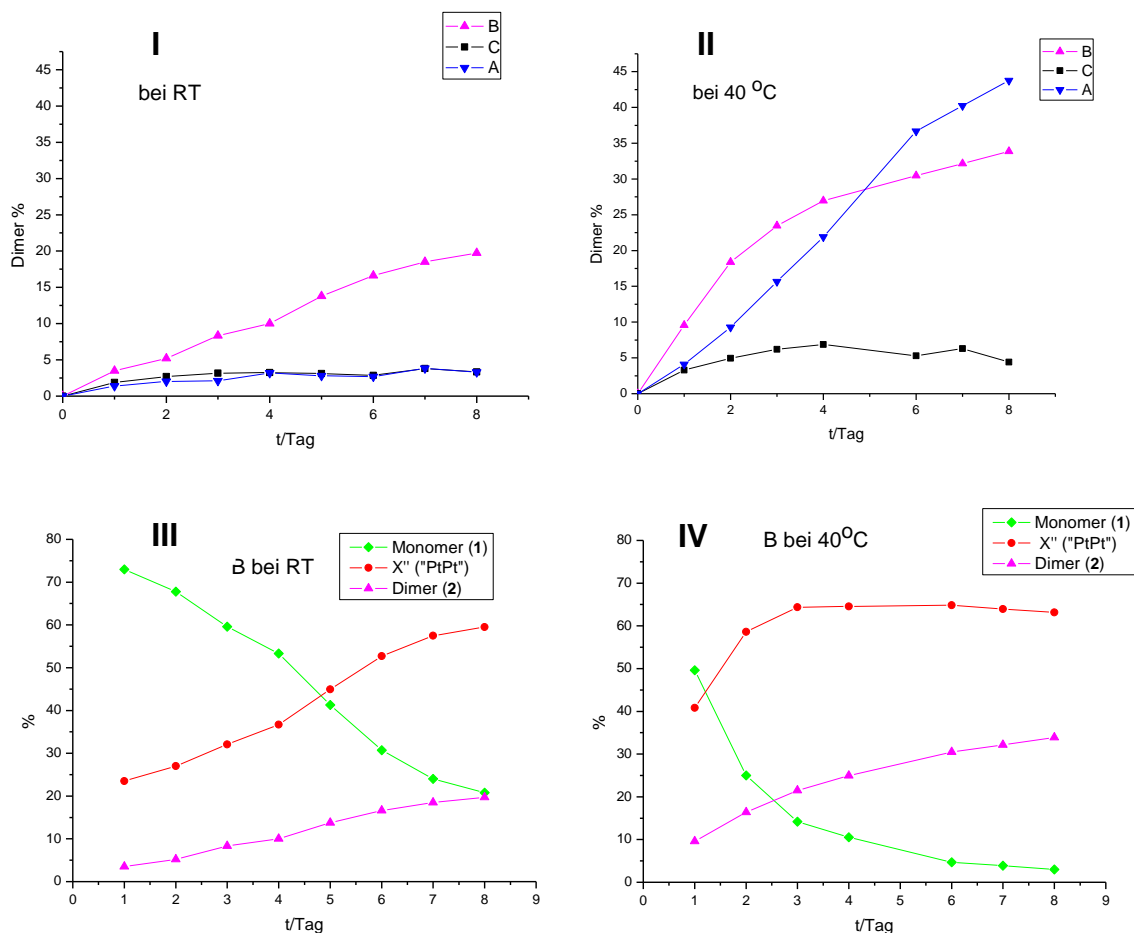 I
bei RT
B
C
A
Dimer %
45
40
35
30
25
20
15
10
5
0
0 2 4 6 8
t/Tag
II
bei 40 °C
B
C
A
Dimer %
45
40
35
30
25
20
15
10
5
0
0 2 4 6 8
t/Tag
III
B bei RT
Monomer (1)
X" ("PtPt")
Dimer (2)
%
80
70
60
50
40
30
20
10
0
0 1 2 3 4 5 6 7 8 9
t/Tag
IV
B bei 40°C
Monomer (1)
X" ("PtPt")
Dimer (2)
%
80
70
60
50
40
30
20
10
0
0 1 2 3 4 5 6 7 8 9
t/Tag